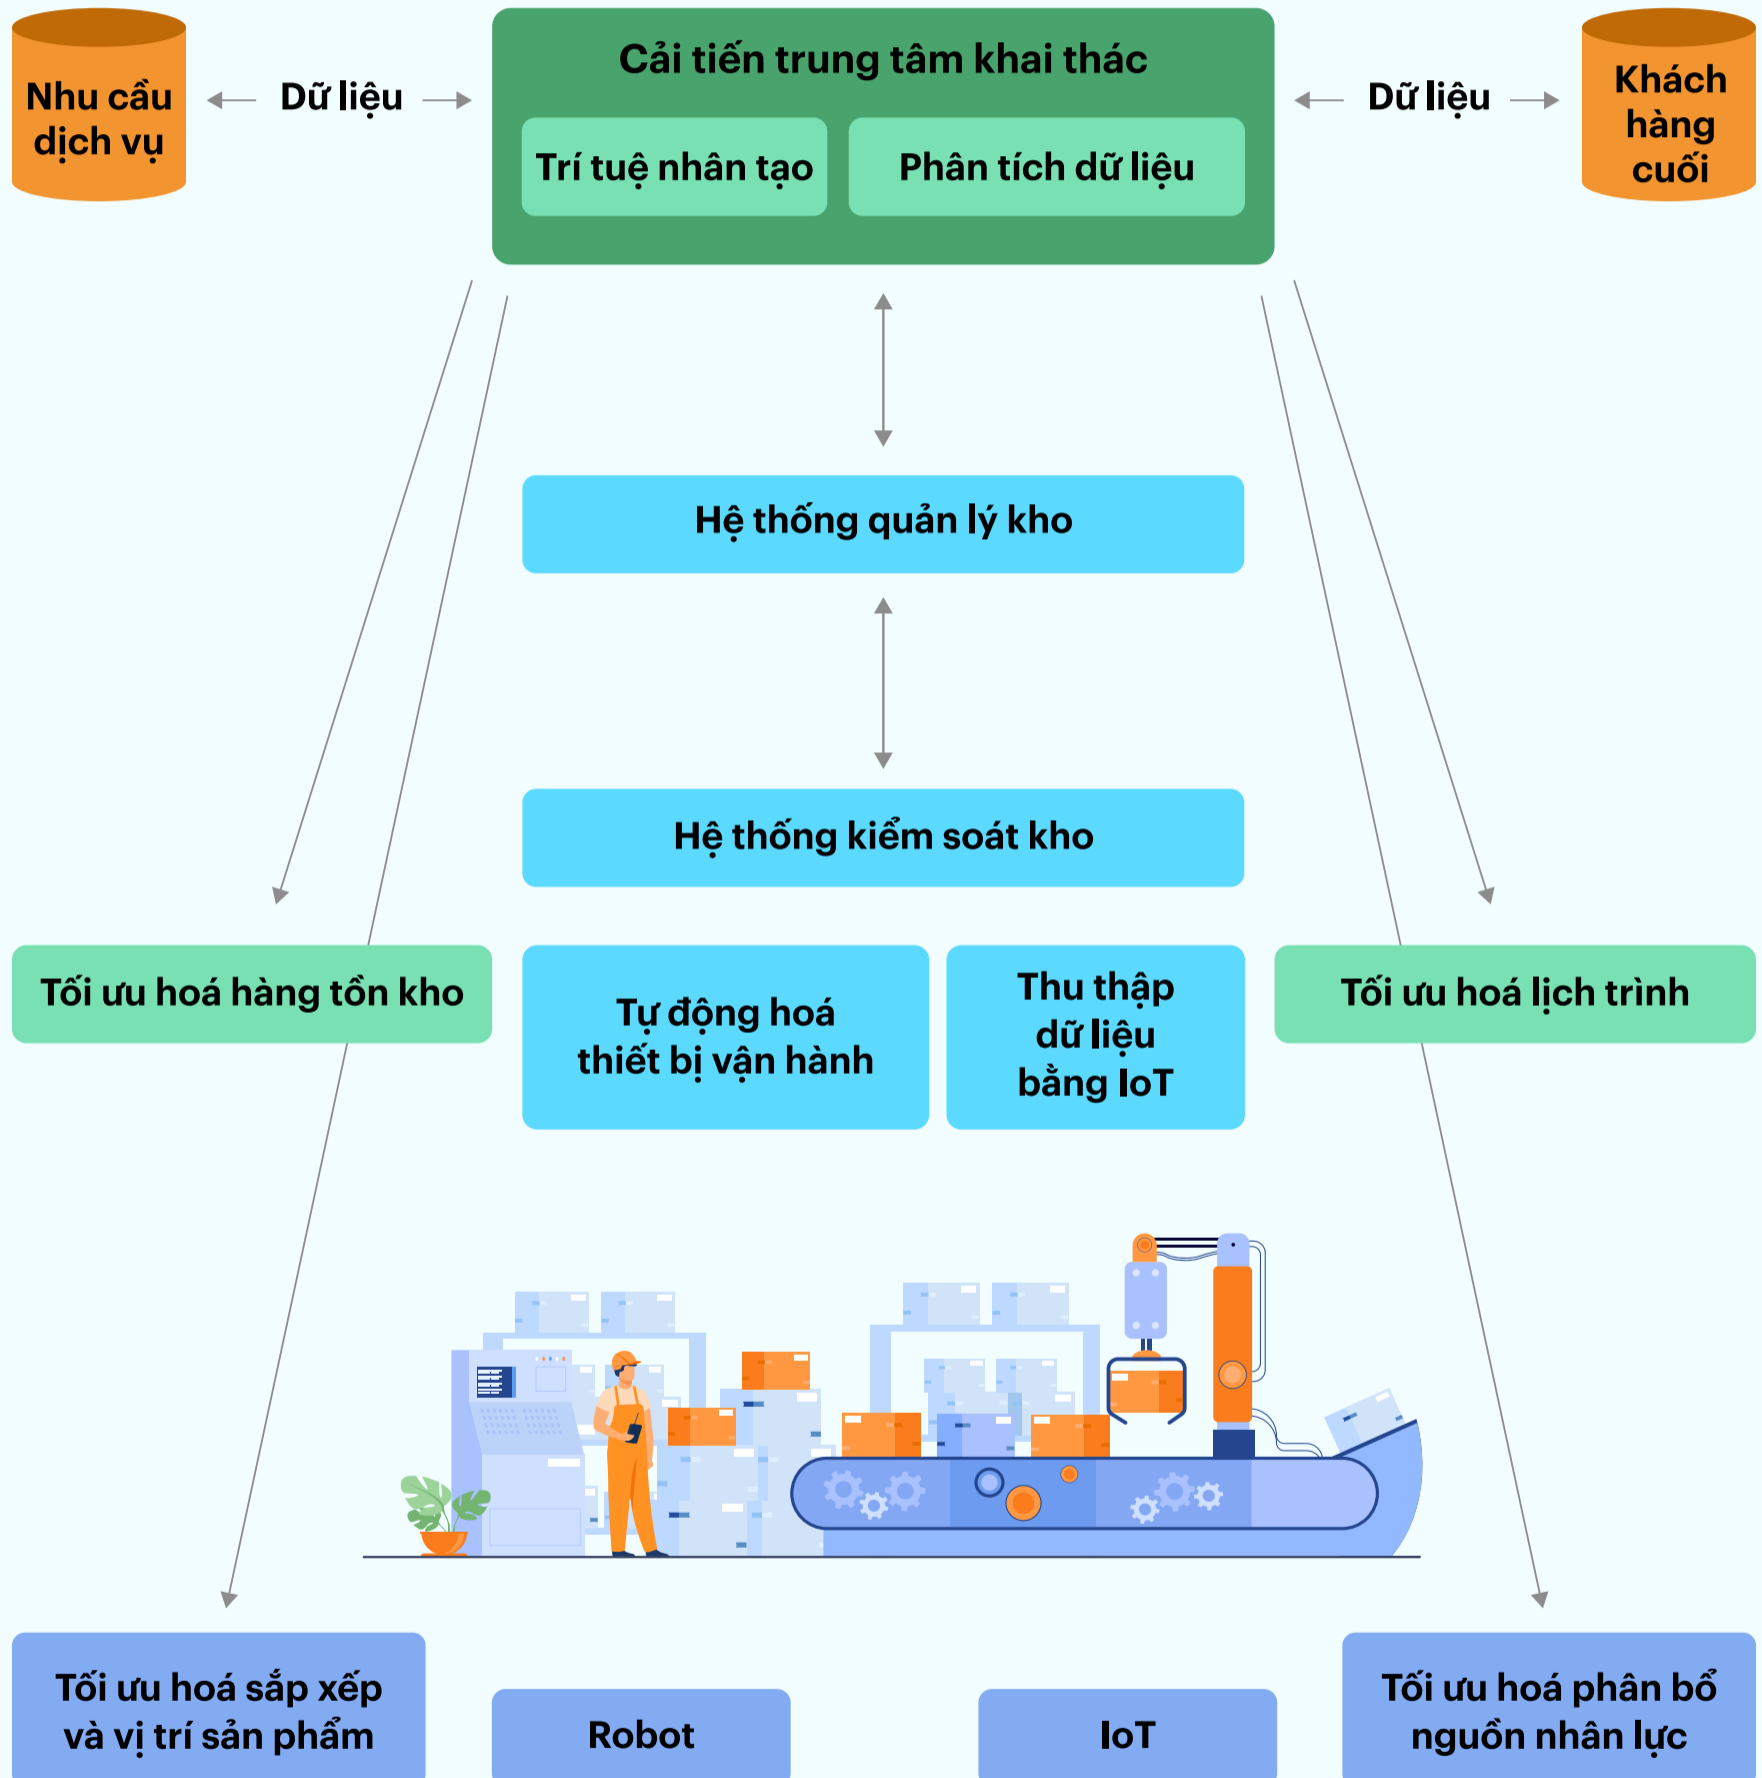 Cải tiến trung tâm khai thác
Nhu cầu
dịch vụ
Dữ liệu
Trí tuệ nhân tạo
Phân tích dữ liệu
Dữ liệu
Khách
hàng
cuối
Hệ thống quản lý kho
Hệ thống kiểm soát kho
Tối ưu hoá hàng tồn kho
Tự động hoá
thiết bị vận hành
Thu thập
dữ liệu
bằng IoT
Tối ưu hoá lịch trình
Tối ưu hoá sắp xếp
và vị trí sản phẩm
Robot
IoT
Tối ưu hoá phân bổ
nguồn nhân lực